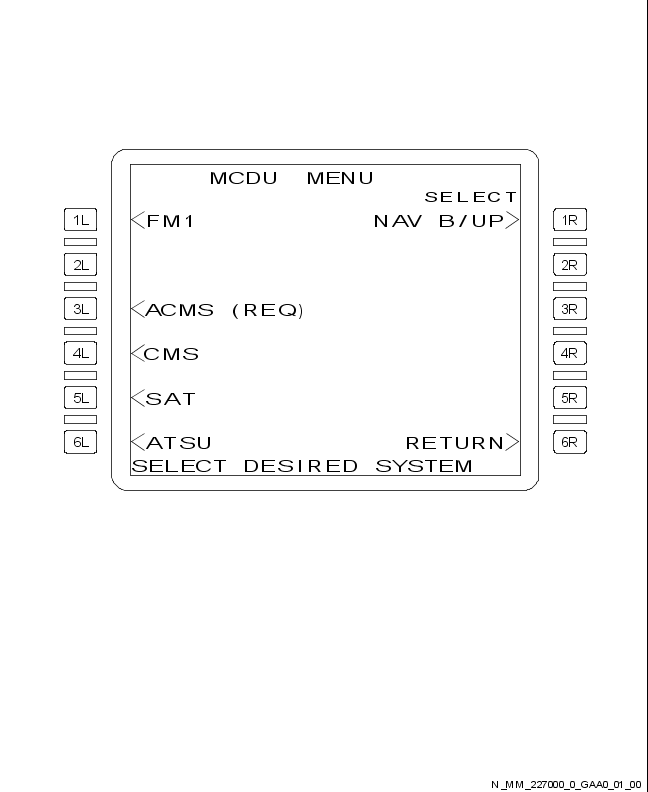 MCDU MENU
SELECT
1L <FM1 NAV B/UP> 1R
2L 2R
3L <ACMS (REQ) 3R
4L <CMS 4R
5L <SAT 5R
6L <ATSU RETURN> 6R
SELECT DESIRED SYSTEM
N_MM_227000_0_GAA0_01_00